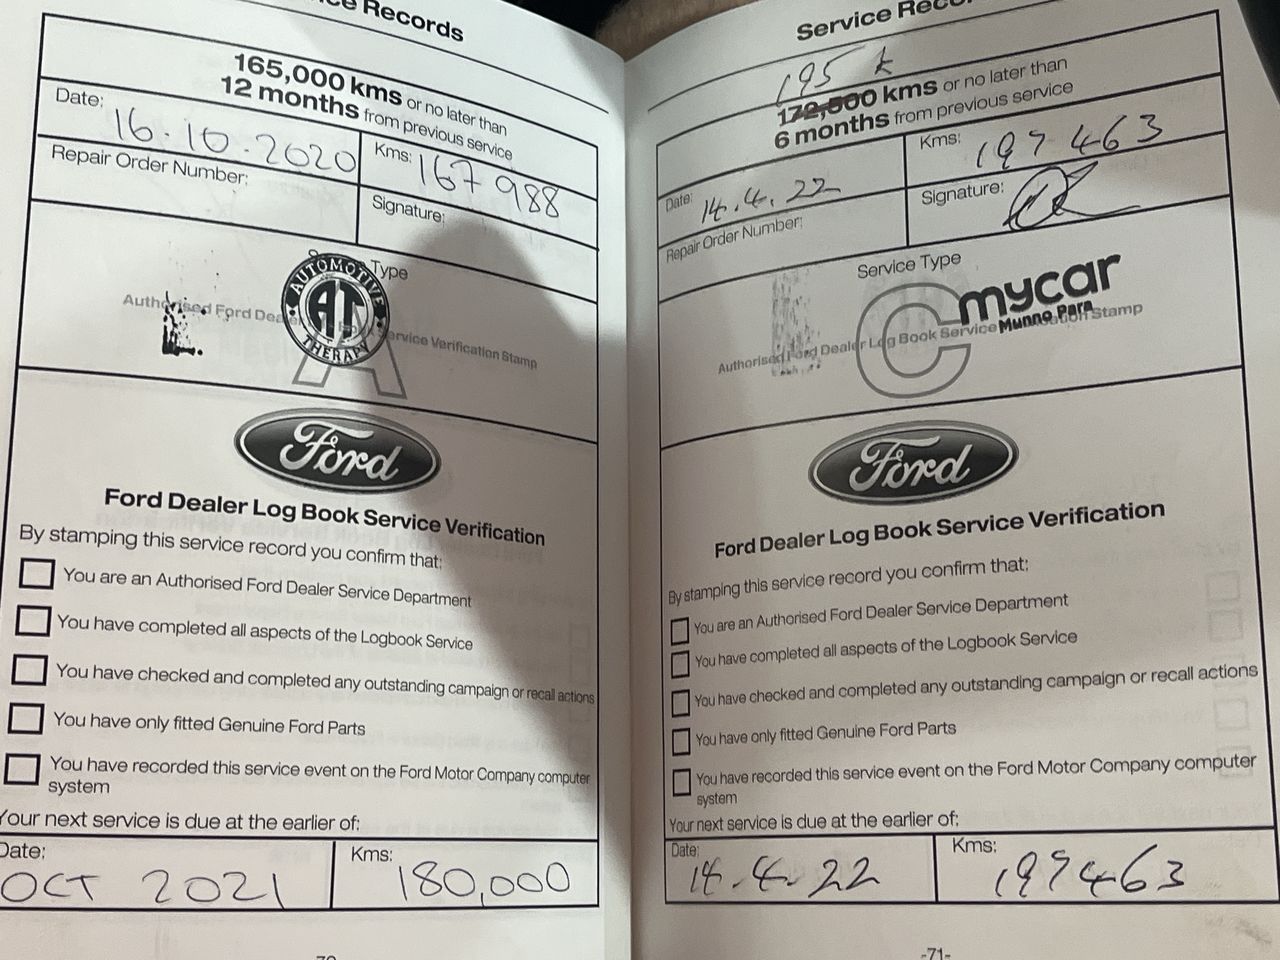 ce Records
165,000 kms or no later than
12 months from previous service
Date: 16.10.2020
Kms: 167 988
Repair Order Number:
Signature:
Type
AUTOMOTIVE
AT
THERAPY
Authorised Ford Dealer Service Verification Stamp
A
Ford
Ford Dealer Log Book Service Verification
By stamping this service record you confirm that:
You are an Authorised Ford Dealer Service Department
You have completed all aspects of the Logbook Service
You have checked and completed any outstanding campaign or recall actions
You have only fitted Genuine Ford Parts
You have recorded this service event on the Ford Motor Company computer
system
Your next service is due at the earlier of:
Date: OCT 2021
Kms: 180,000
Service Reco
195 k
172,500 kms or no later than
6 months from previous service
Date: 14.4.22
Kms: 197 463
Repair Order Number:
Signature:
Service Type
C
mycar
Munno Para
Authorised Ford Dealer Log Book Service Stamp
Ford
Ford Dealer Log Book Service Verification
By stamping this service record you confirm that:
You are an Authorised Ford Dealer Service Department
You have completed all aspects of the Logbook Service
You have checked and completed any outstanding campaign or recall actions
You have only fitted Genuine Ford Parts
You have recorded this service event on the Ford Motor Company computer
system
Your next service is due at the earlier of:
Date: 14.4.22
Kms: 197463
-71-